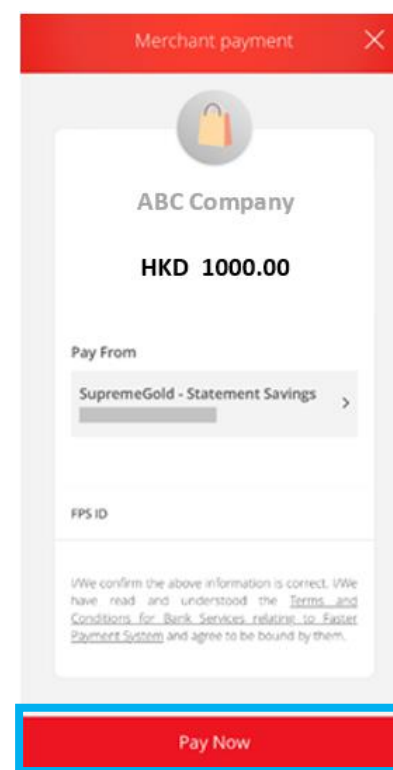 Merchant payment
ABC Company
HKD 1000.00
Pay From
SupremeGold - Statement Savings
FPS ID
I/We confirm the above information is correct. I/We
have read and understood the Terms and
Conditions for Bank Services relating to Faster
Payment System and agree to be bound by them.
Pay Now